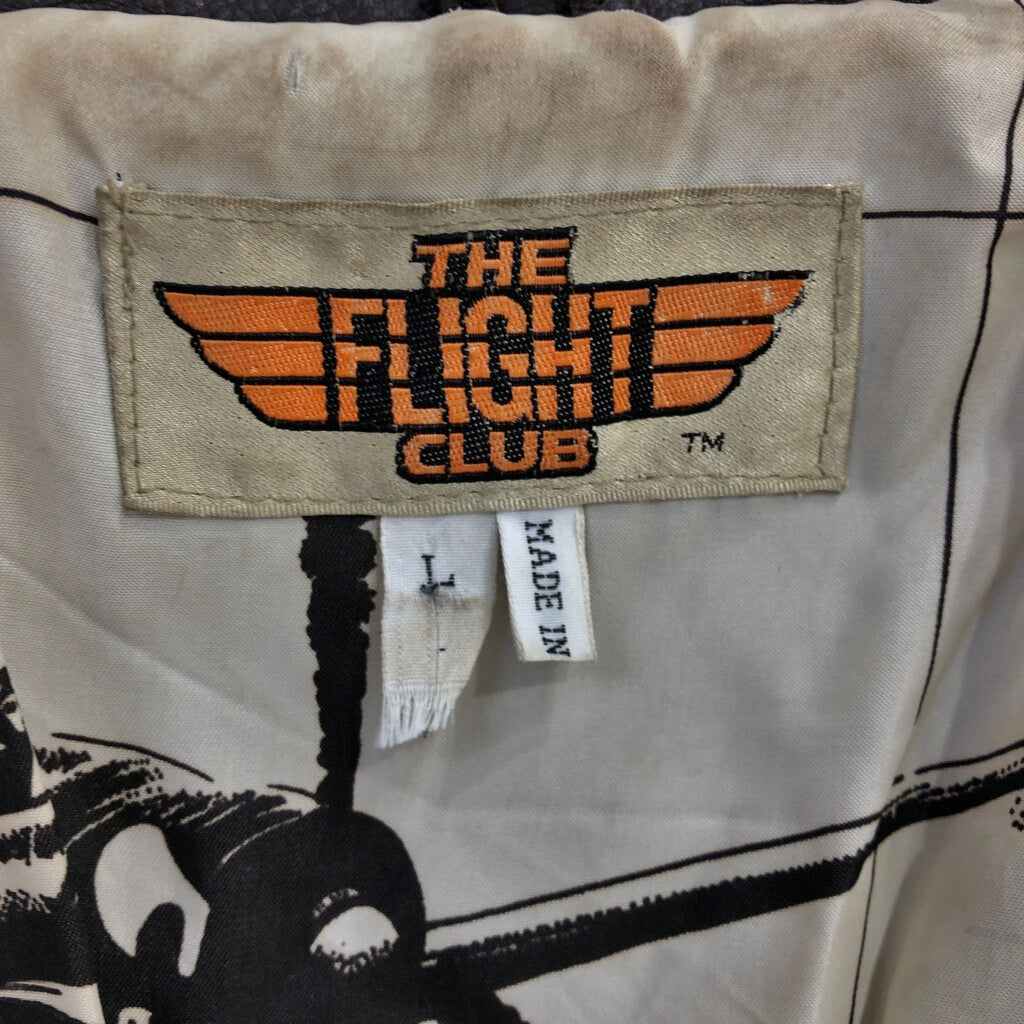 THE
FLIGHT
CLUB
TM
L
MADE IN